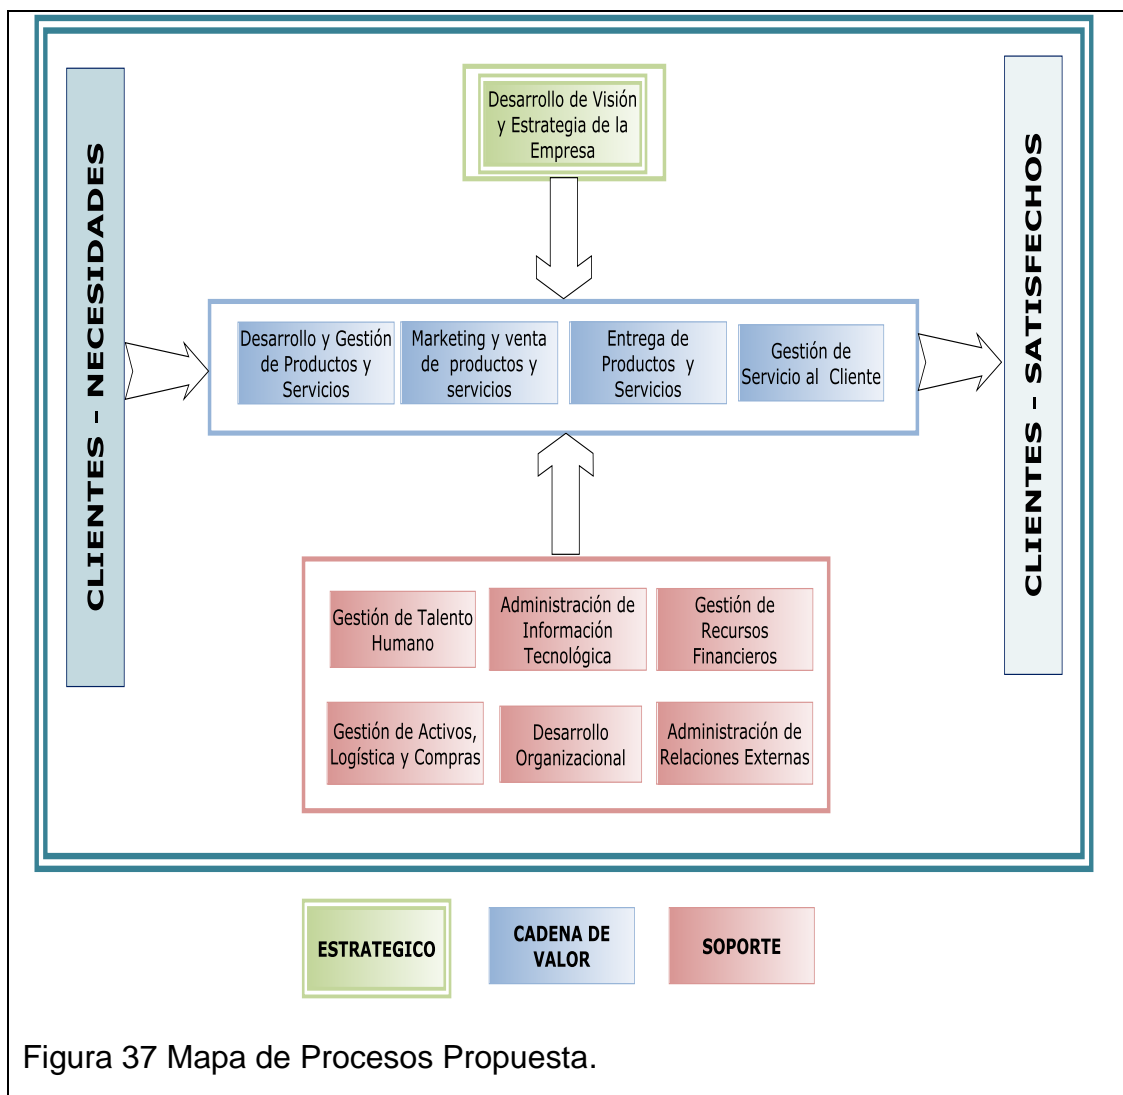 CLIENTES - NECESIDADES
Desarrollo de Visión
y Estrategia de la
Empresa
Desarrollo y Gestión
de Productos y
Servicios
Marketing y venta
de productos y
servicios
Entrega de
Productos y
Servicios
Gestión de
Servicio al Cliente
CLIENTES - SATISFECHOS
Gestión de Talento
Humano
Administración de
Información
Tecnológica
Gestión de
Recursos
Financieros
Gestión de Activos,
Logística y Compras
Desarrollo
Organizacional
Administración de
Relaciones Externas
ESTRATEGICO
CADENA DE
VALOR
SOPORTE
Figura 37 Mapa de Procesos Propuesta.